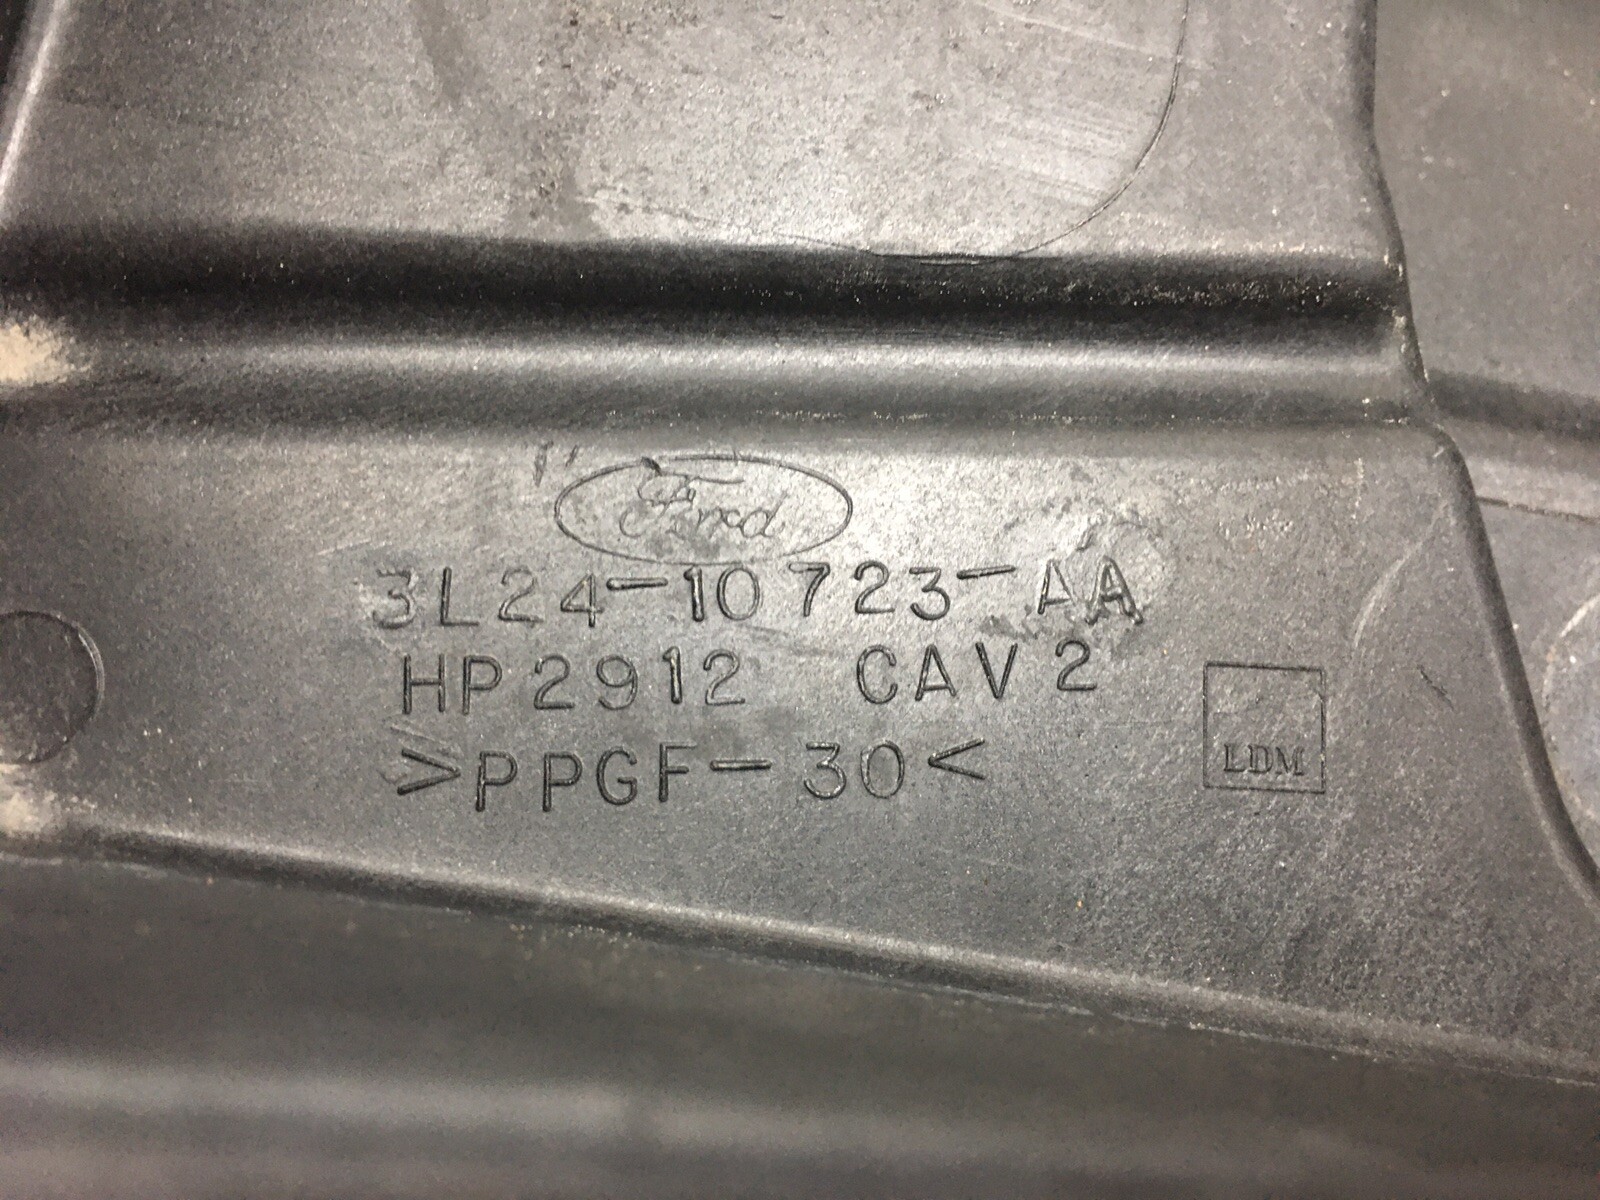 Ford
3L24-10723-AA
HP2912 CAV2
>PPGF-30<
LDM